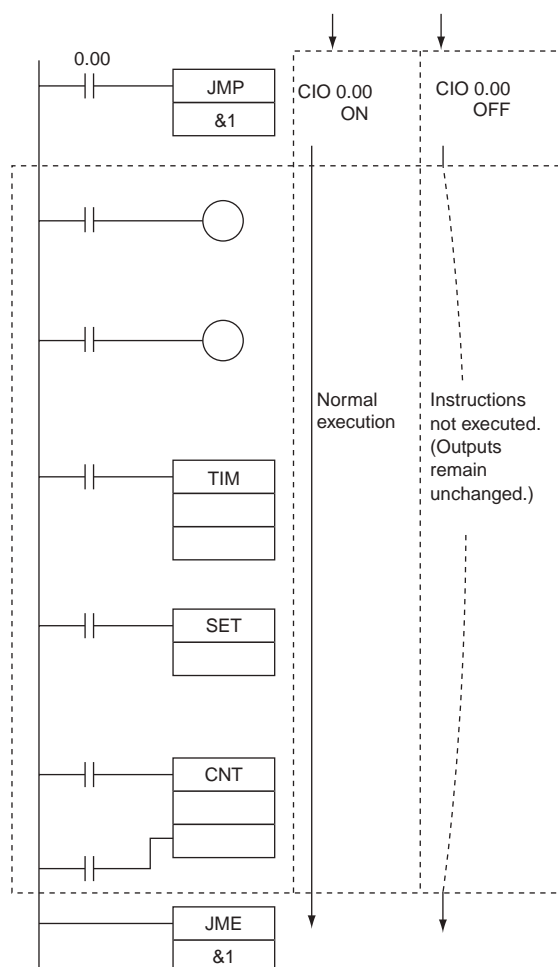 0.00
JMP
&1
CIO 0.00
ON
CIO 0.00
OFF
Normal
execution
Instructions
not executed.
(Outputs
remain
unchanged.)
TIM
SET
CNT
JME
&1